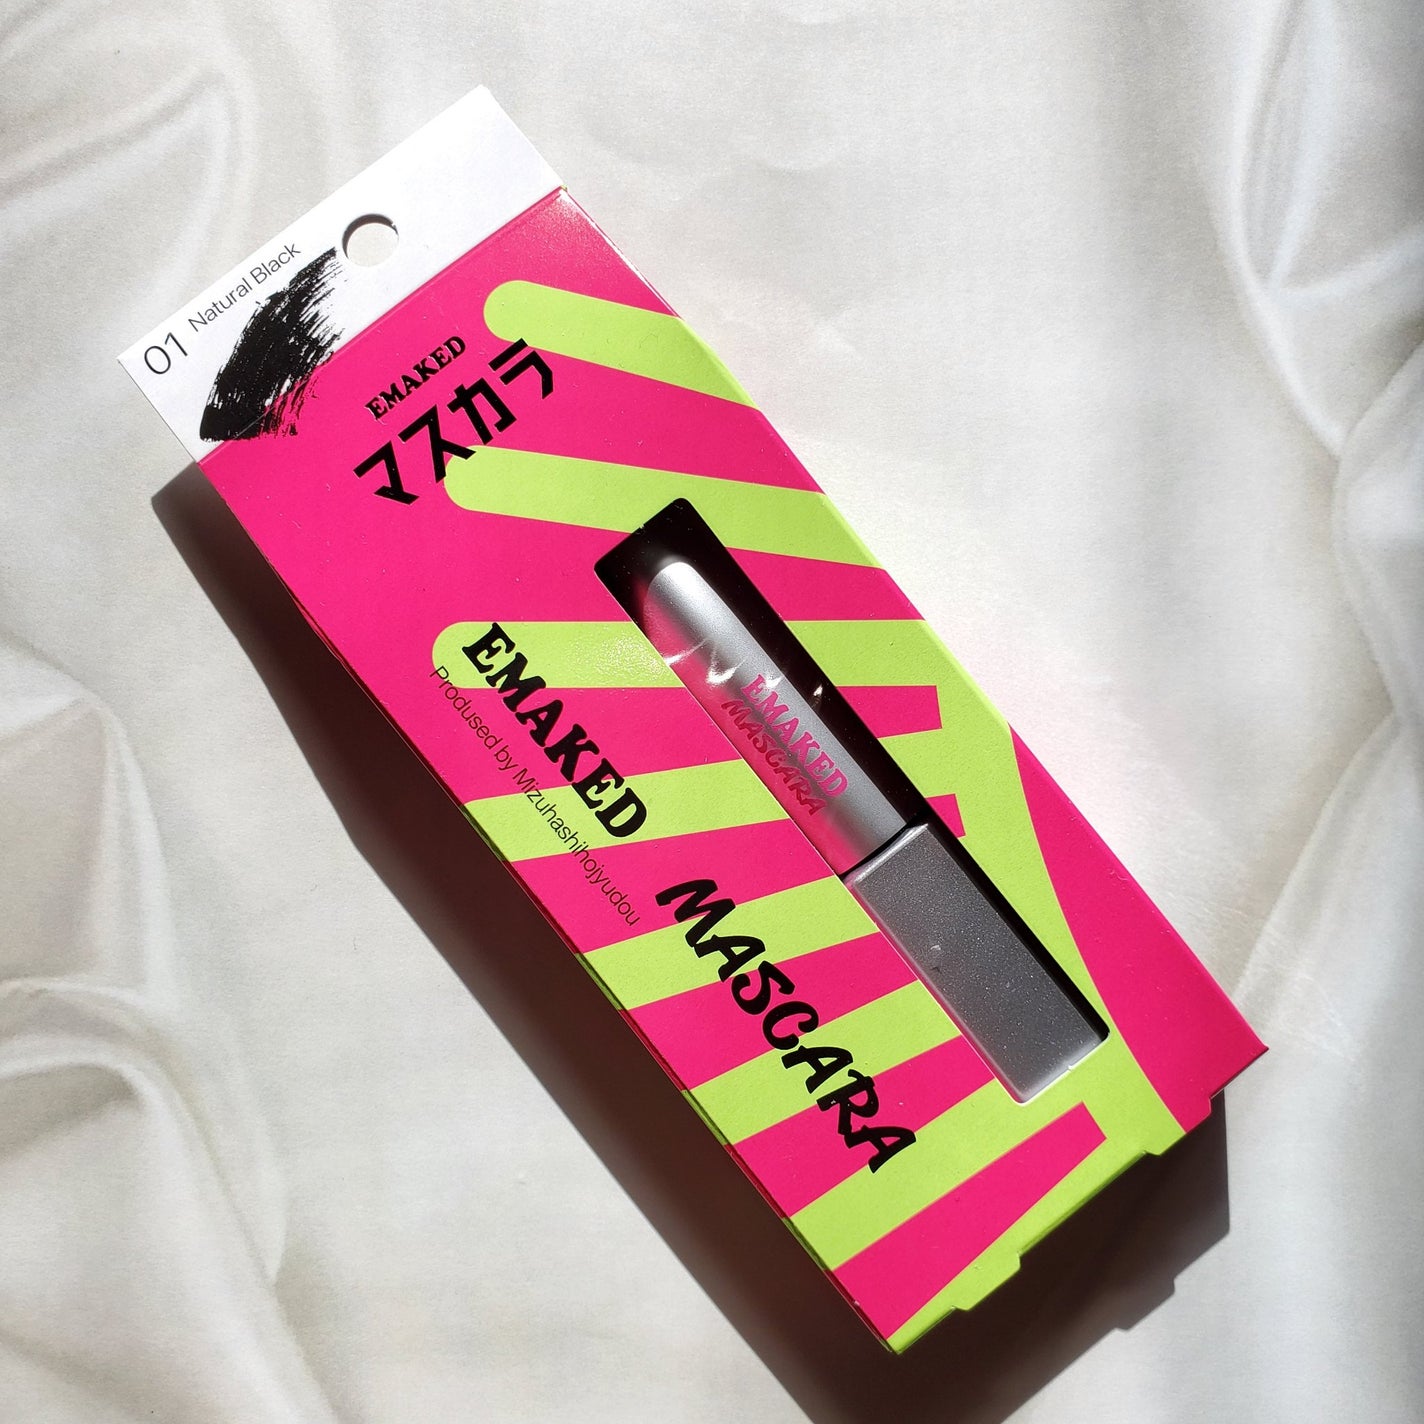 01 Natural Black
EMAKED
マスカラ
EMAKED
Prodused by Mizuhashihojyudou
MASCARA
EMAKED
MASCARA